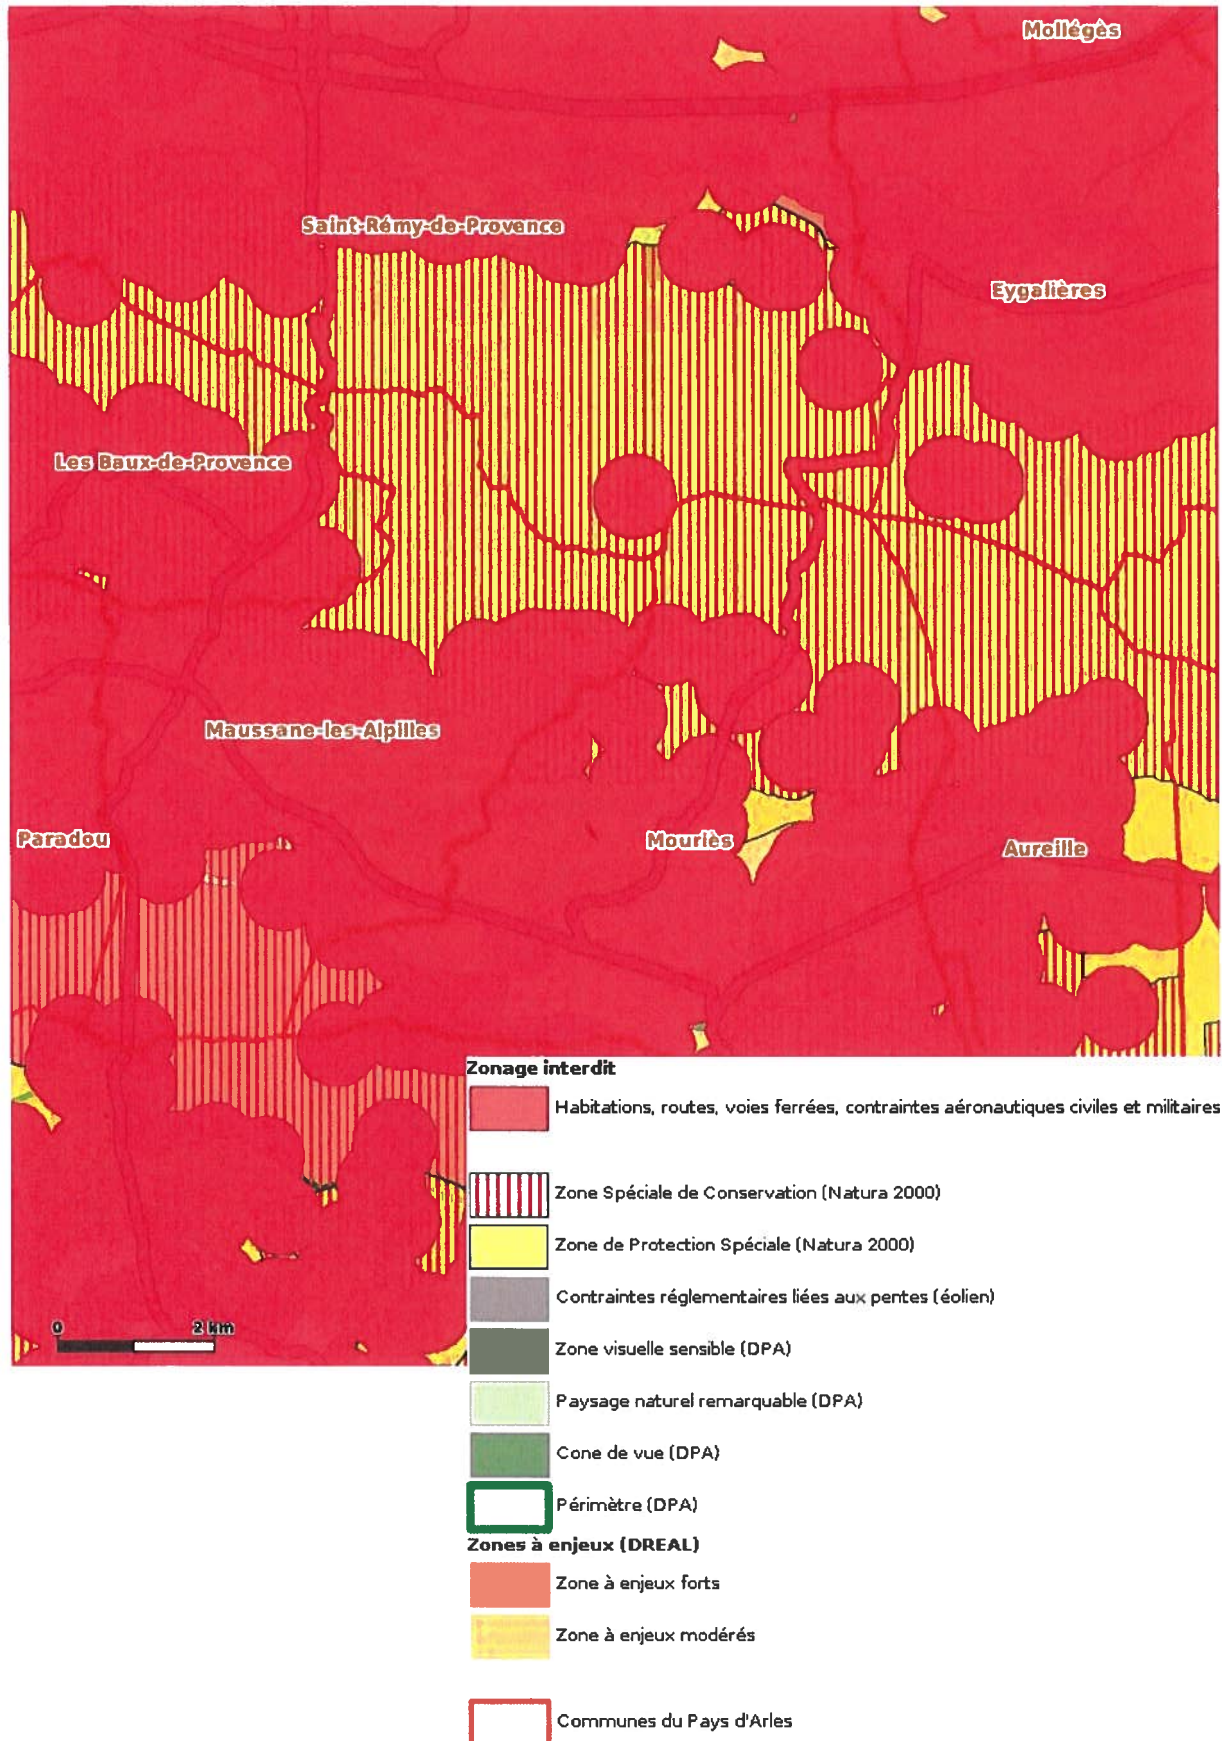 Mollégès
Saint-Rémy-de-Provence
Eygalières
Les Baux-de-Provence
Maussane-les-Alpilles
Paradou
Mouriès
Aureille
Zonage interdit
Habitations, routes, voies ferrées, contraintes aéronautiques civiles et militaires
Zone Spéciale de Conservation (Natura 2000)
Zone de Protection Spéciale (Natura 2000)
Contraintes réglementaires liées aux pentes (éolien)
0 2 km
Zone visuelle sensible (DPA)
Paysage naturel remarquable (DPA)
Cone de vue (DPA)
Périmètre (DPA)
Zones à enjeux (DREAL)
Zone à enjeux forts
Zone à enjeux modérés
Communes du Pays d'Arles